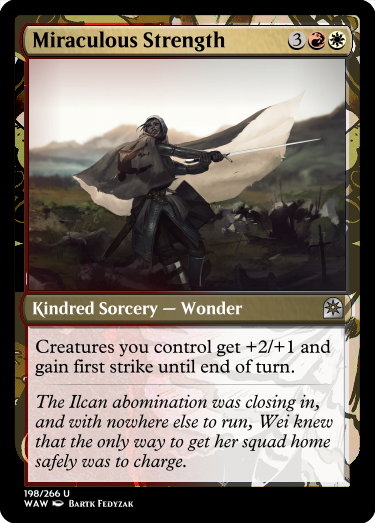 Miraculous Strength 3
Kindred Sorcery — Wonder
Creatures you control get +2/+1 and
gain first strike until end of turn.
The Ilcan abomination was closing in,
and with nowhere else to run, Wei knew
that the only way to get her squad home
safely was to charge.
198/266 U
WAW Bartk Fedyzak